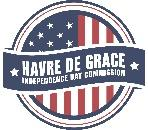 HAVRE DE GRACE
INDEPENDENCE DAY COMMISSION